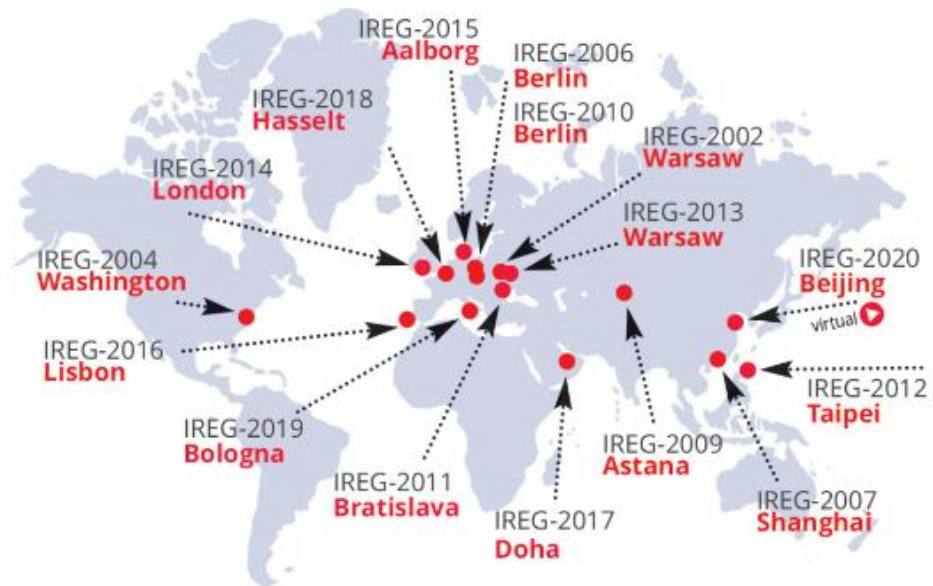 IREG-2015
Aalborg
IREG-2006
Berlin
IREG-2018
Hasselt
IREG-2010
Berlin
IREG-2002
Warsaw
IREG-2014
London
IREG-2013
Warsaw
IREG-2004
Washington
IREG-2020
Beijing
virtual
IREG-2016
Lisbon
IREG-2012
Taipei
IREG-2019
Bologna
IREG-2009
Astana
IREG-2011
Bratislava
IREG-2007
Shanghai
IREG-2017
Doha